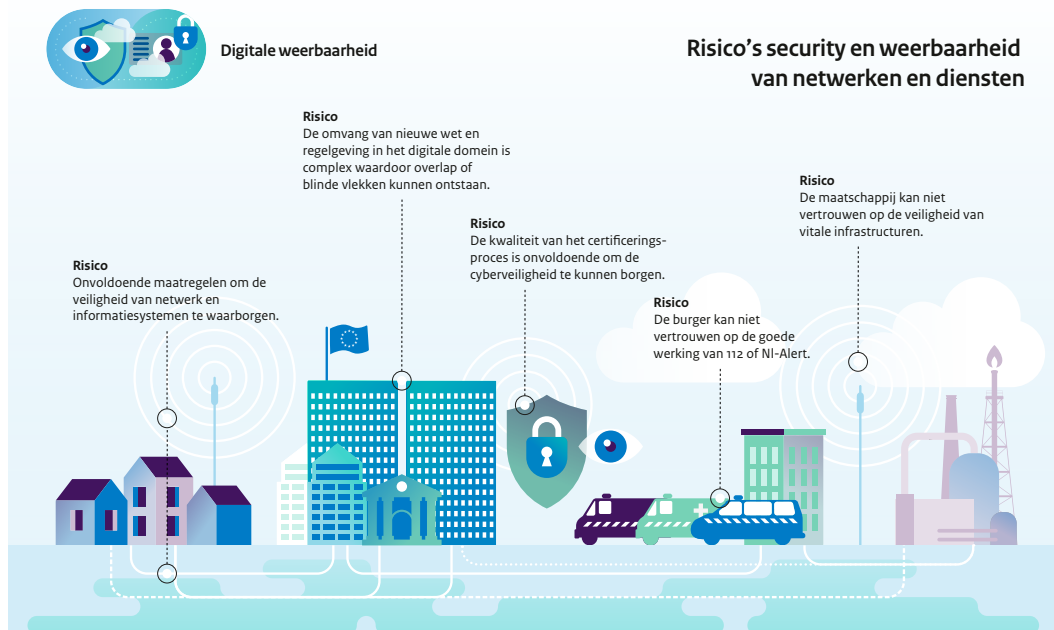 Digitale weerbaarheid
Risico’s security en weerbaarheid
van netwerken en diensten
Risico
De omvang van nieuwe wet en
regelgeving in het digitale domein is
complex waardoor overlap of
blinde vlekken kunnen ontstaan.
Risico
De maatschappij kan niet
vertrouwen op de veiligheid van
vitale infrastructuren.
Risico
De kwaliteit van het certificerings-
proces is onvoldoende om de
cyberveiligheid te kunnen borgen.
Risico
Onvoldoende maatregelen om de
veiligheid van netwerk en
informatiesystemen te waarborgen.
Risico
De burger kan niet
vertrouwen op de goede
werking van 112 of Nl-Alert.